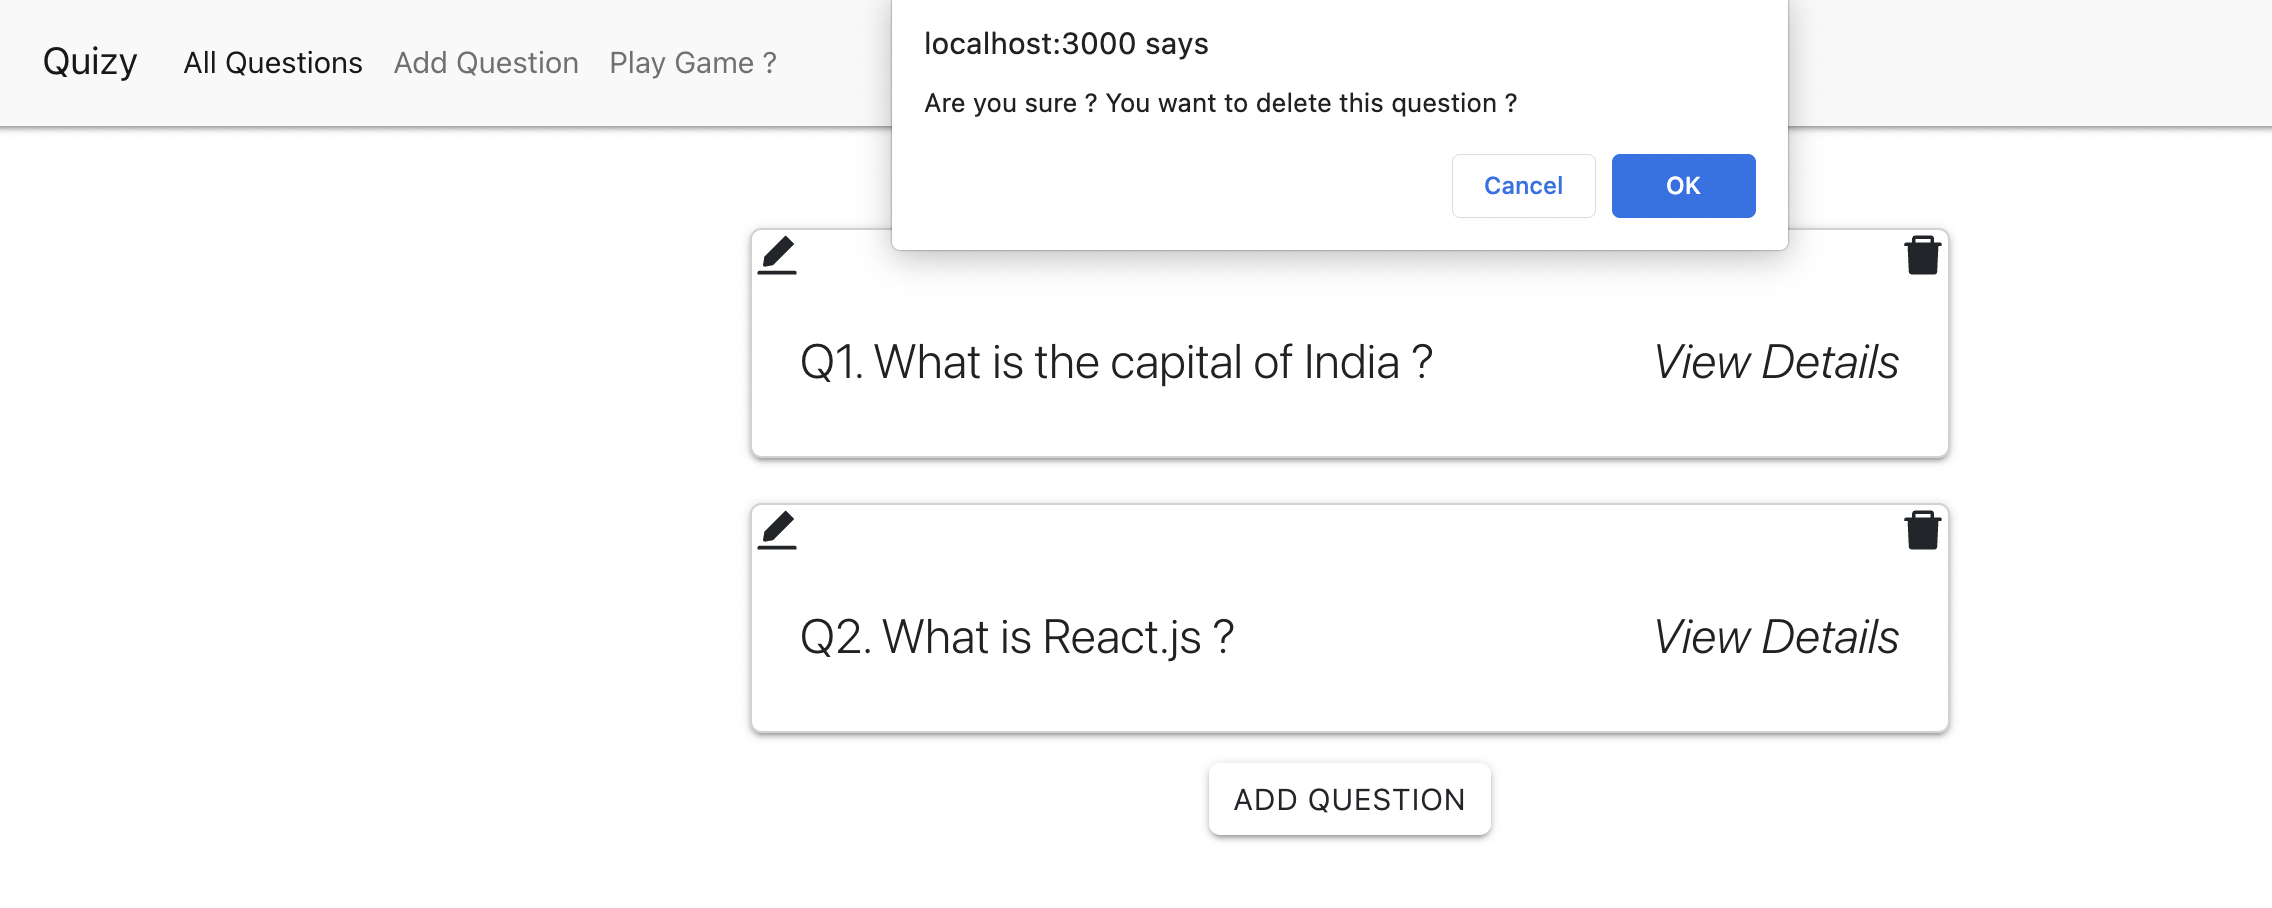 Quizy All Questions Add Question Play Game ?
localhost:3000 says
Are you sure ? You want to delete this question ?
Cancel OK
Q1. What is the capital of India ? View Details
Q2. What is React.js ? View Details
ADD QUESTION